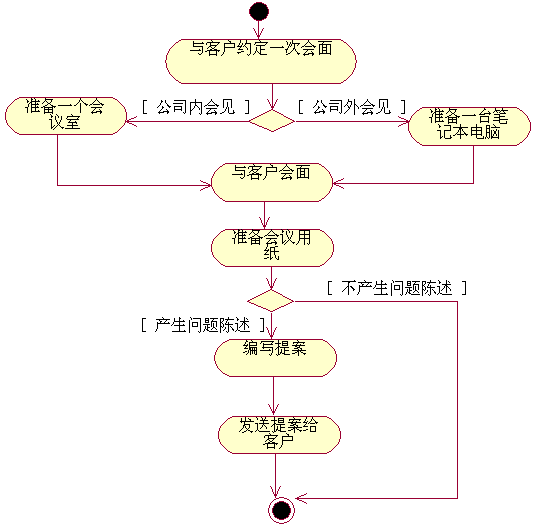 与客户约定一次会面
[ 公司内会见 ]
[ 公司外会见 ]
准备一个会
议室
准备一台笔
记本电脑
与客户会面
准备会议用
纸
[ 不产生问题陈述 ]
[ 产生问题陈述 ]
编写提案
发送提案给
客户